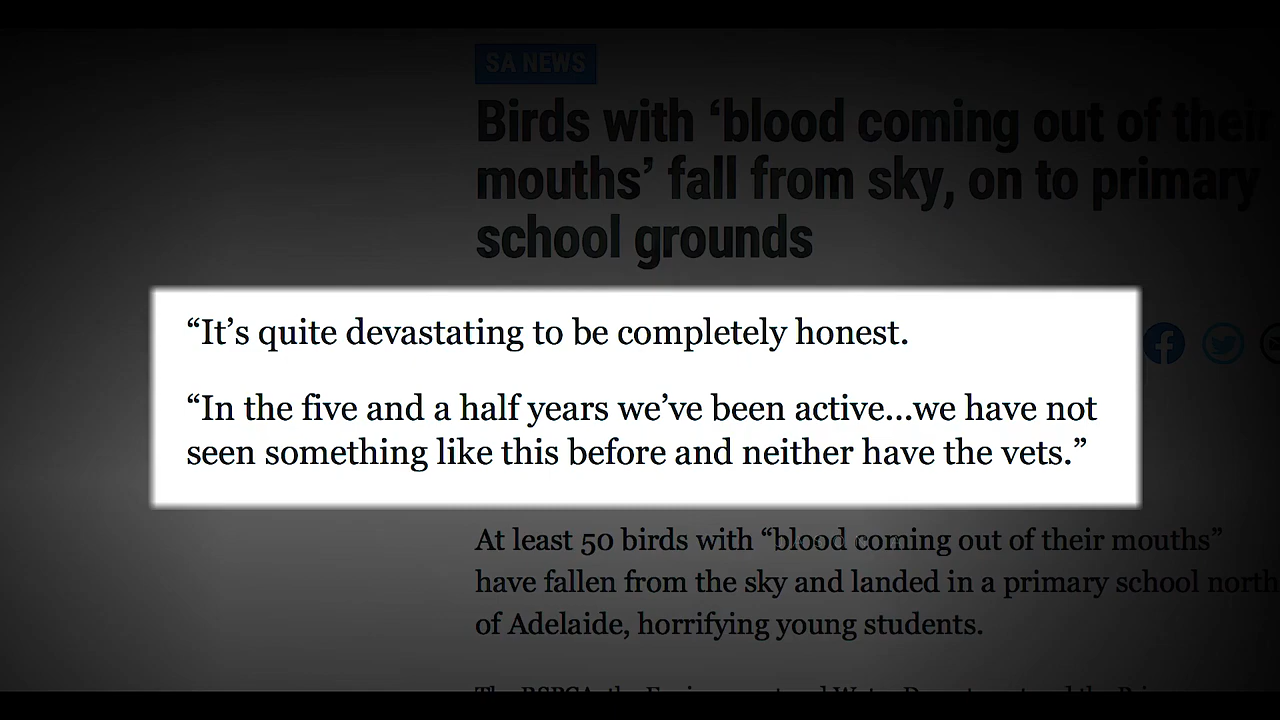 SA NEWS
Birds with ‘blood coming out of their
mouths’ fall from sky, on to primary
school grounds
“It’s quite devastating to be completely honest.
“In the five and a half years we’ve been active...we have not
seen something like this before and neither have the vets.”
At least 50 birds with “blood coming out of their mouths”
have fallen from the sky and landed in a primary school north
of Adelaide, horrifying young students.